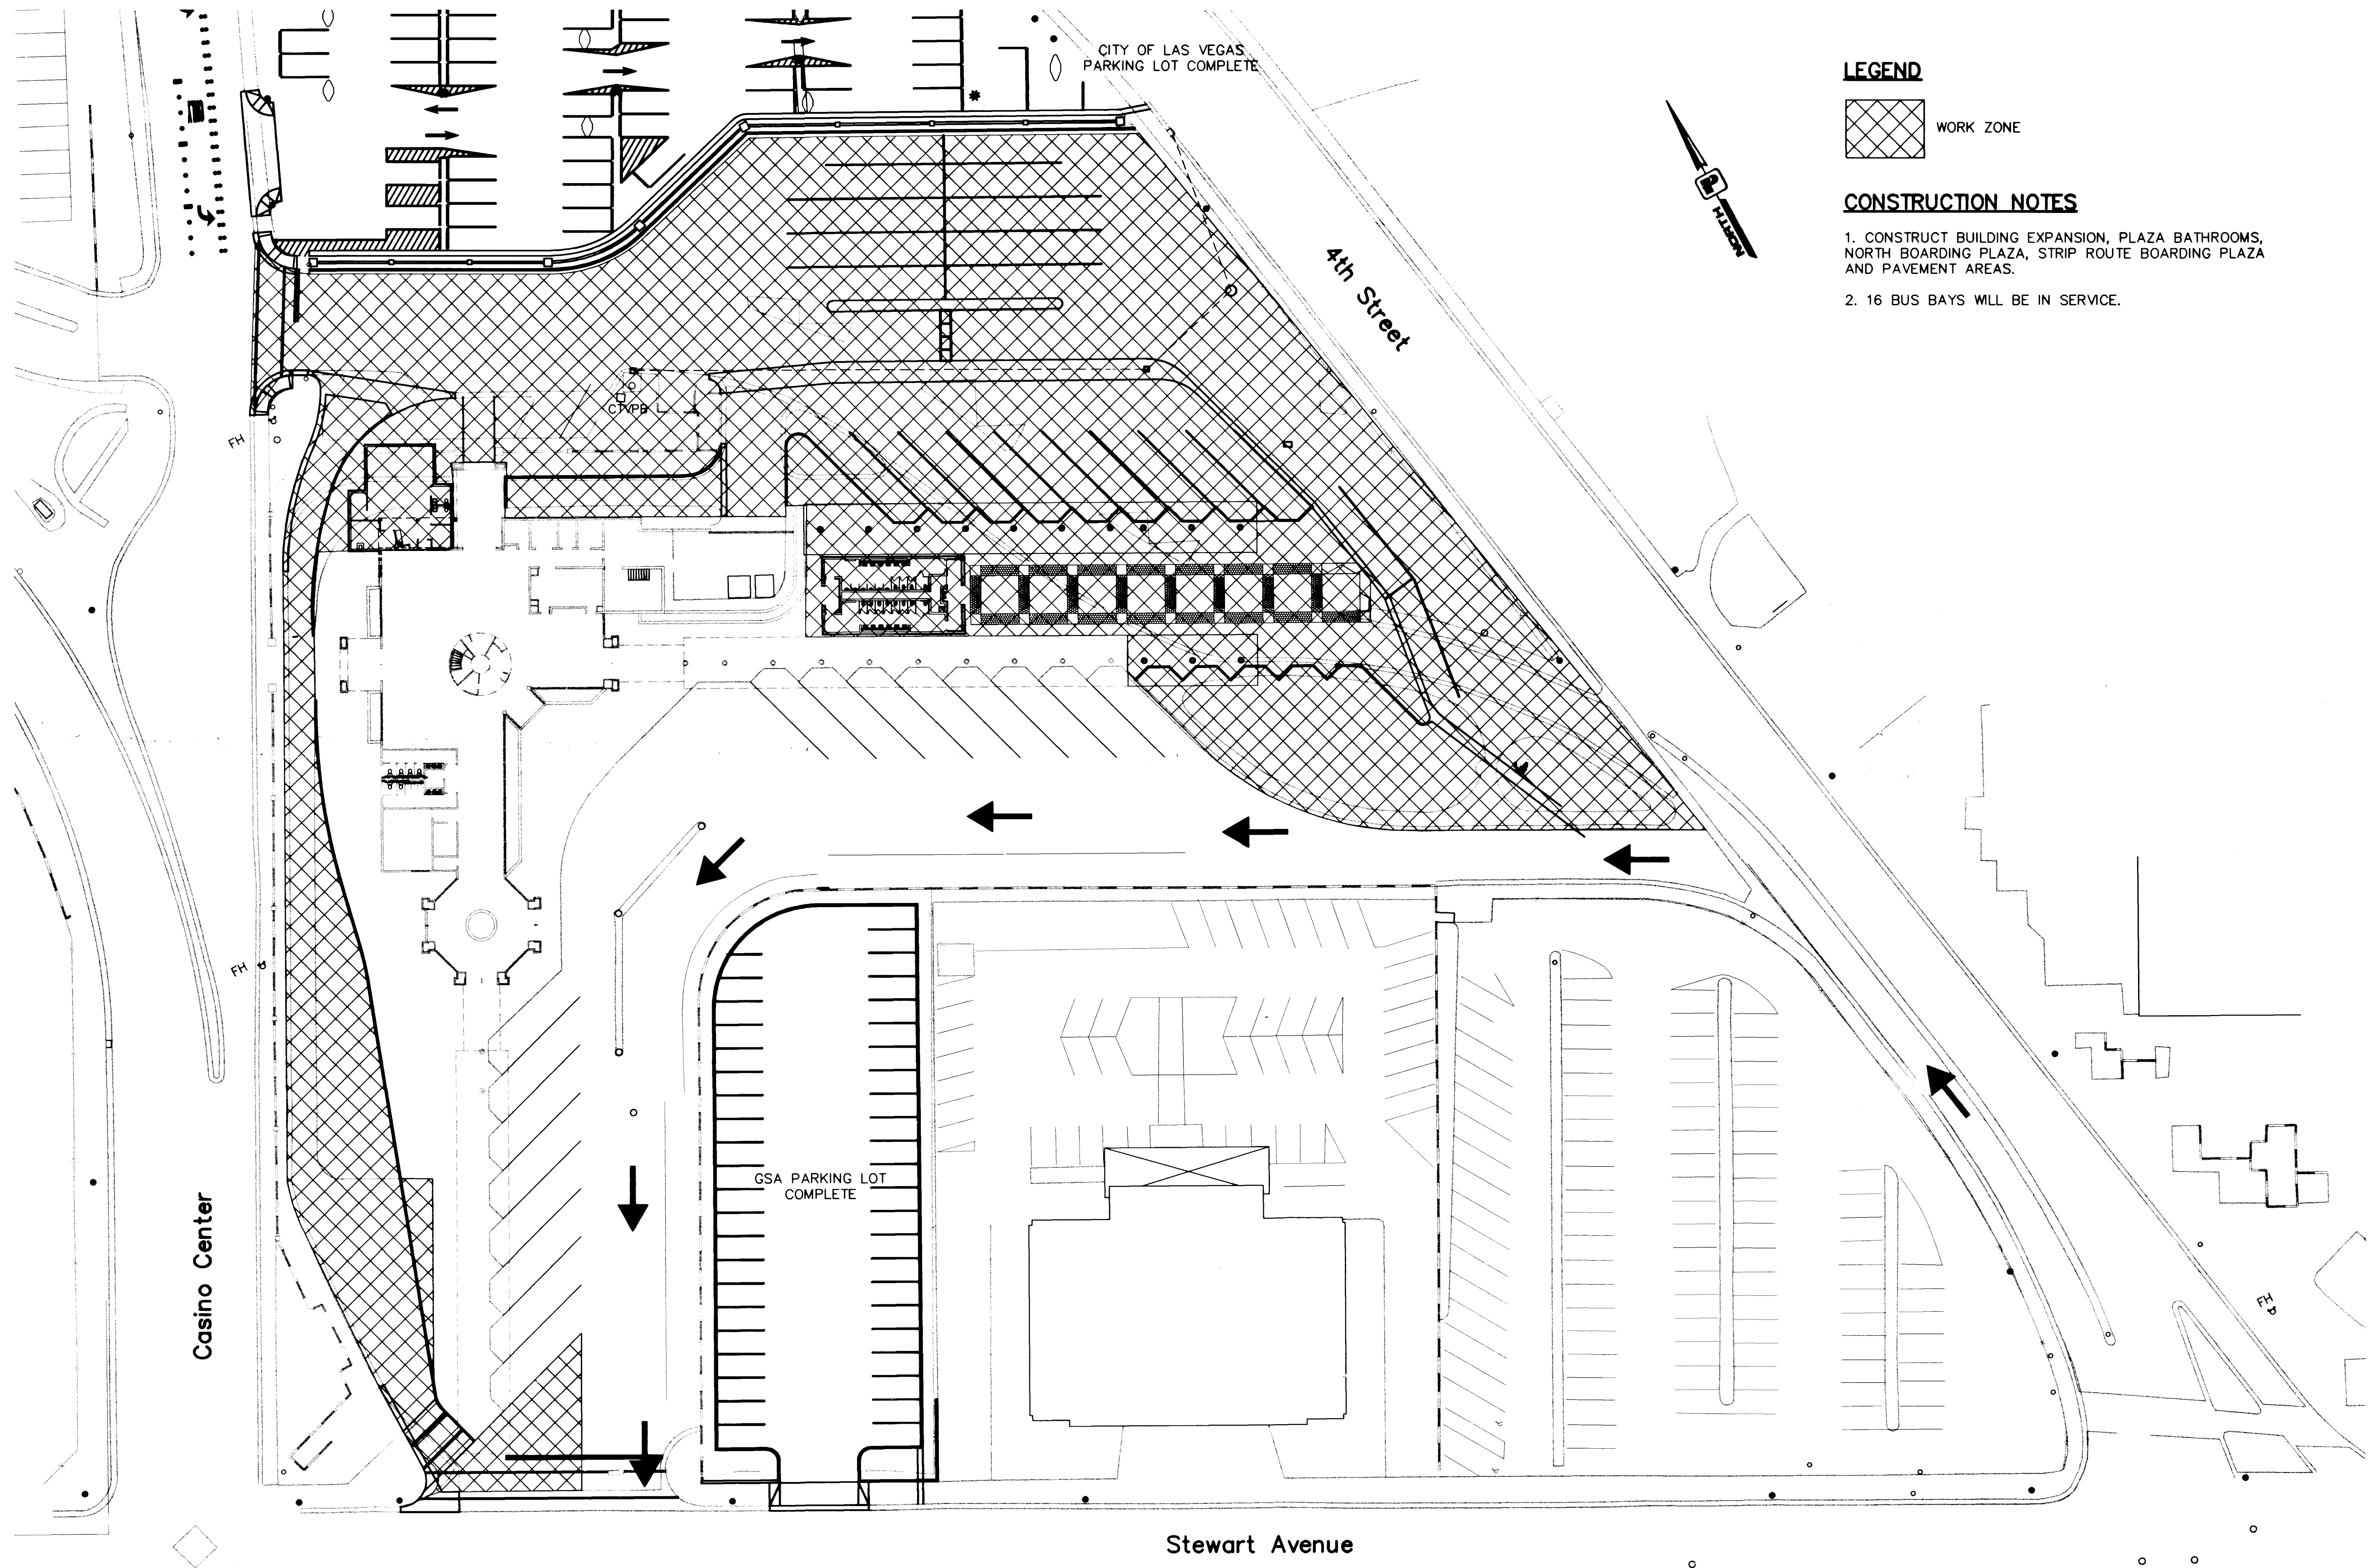 CITY OF LAS VEGAS
PARKING LOT COMPLETE
LEGEND
WORK ZONE
NORTH
CONSTRUCTION NOTES
1. CONSTRUCT BUILDING EXPANSION, PLAZA BATHROOMS,
NORTH BOARDING PLAZA, STRIP ROUTE BOARDING PLAZA
AND PAVEMENT AREAS.
2. 16 BUS BAYS WILL BE IN SERVICE.
4th Street
CTVPB
FH
FH
GSA PARKING LOT
COMPLETE
Casino Center
FH
Stewart Avenue